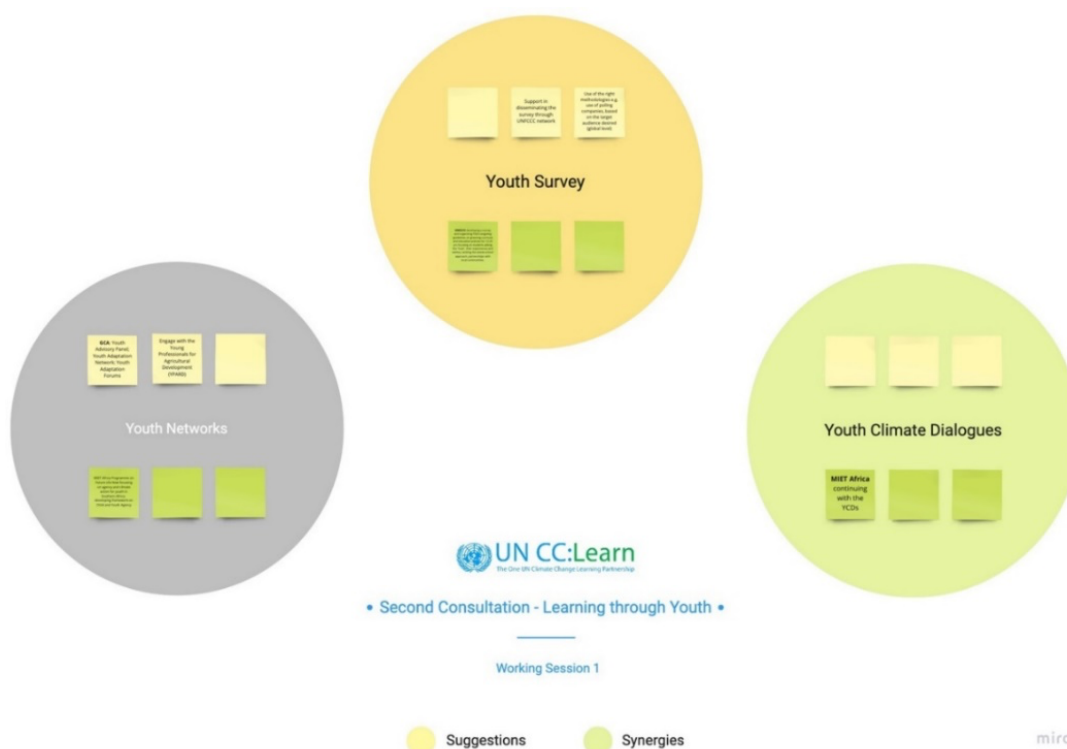 Support in
disseminating the
survey through
UNFCCC network
Use of the right
methodologies e.g.
use of polling
companies, based
on the target
audience desired
(global level)
Youth Survey
GCA: Youth
Advisory Panel;
Youth Adaptation
Network; Youth
Adaptation
Forums
Engage with the
Young
Professionals for
Agricultural
Development
(YPARD)
Youth Networks
Youth Climate Dialogues
MIET Africa
continuing
with the
YCDs
UN CC:Learn
The One UN Climate Change Learning Partnership
• Second Consultation - Learning through Youth •
Working Session 1
Suggestions
Synergies
miro